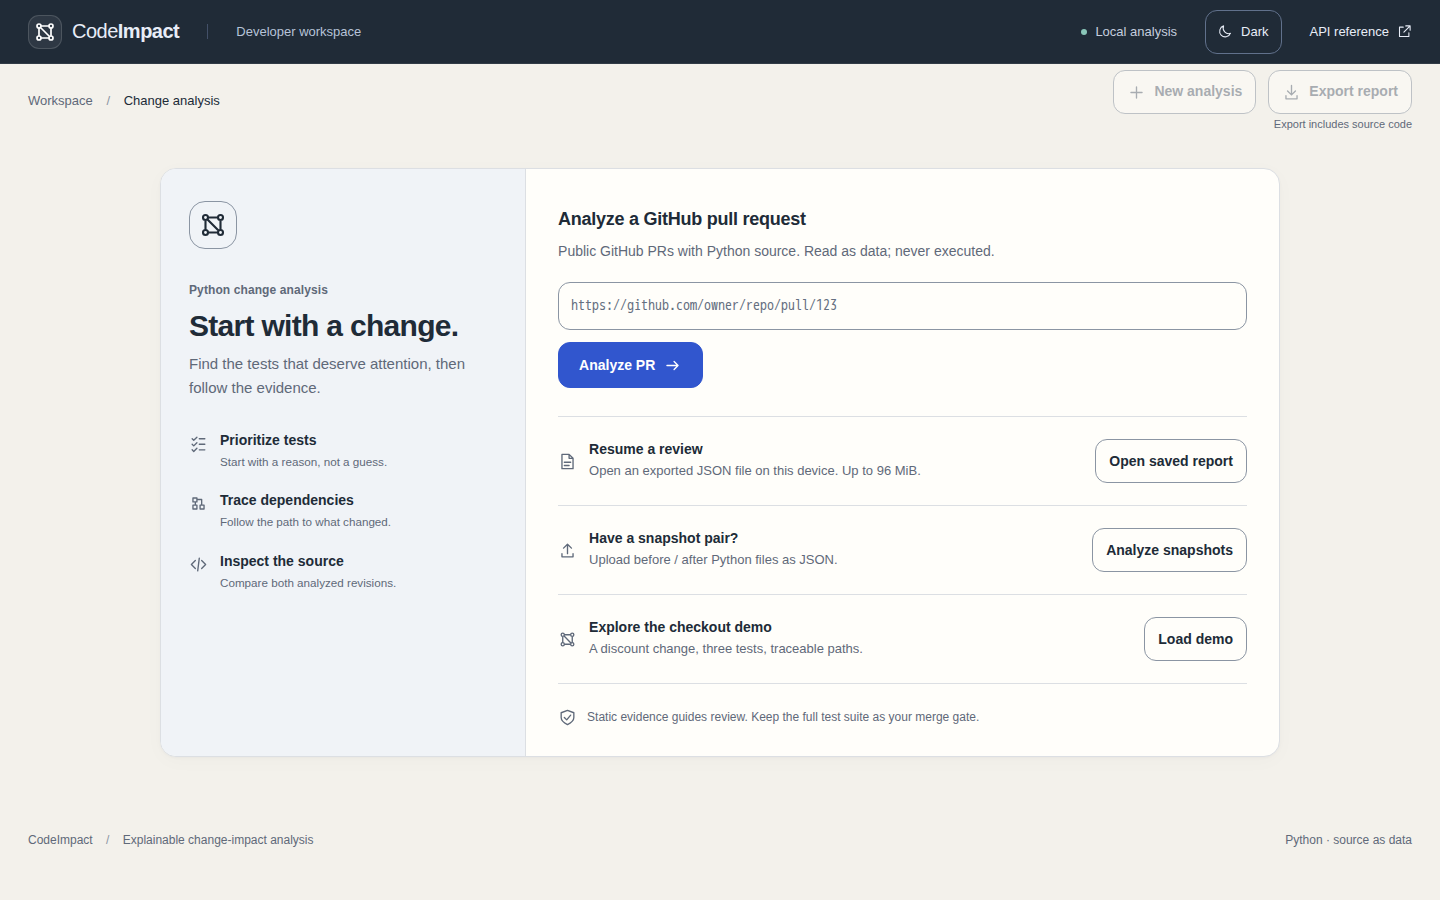 CodeImpact
Developer workspace
Local analysis
Dark
API reference
Workspace / Change analysis
New analysis
Export report
Export includes source code
Python change analysis
Start with a change.
Find the tests that deserve attention, then
follow the evidence.
Prioritize tests
Start with a reason, not a guess.
Trace dependencies
Follow the path to what changed.
Inspect the source
Compare both analyzed revisions.
Analyze a GitHub pull request
Public GitHub PRs with Python source. Read as data; never executed.
https://github.com/owner/repo/pull/123
Analyze PR
Resume a review
Open an exported JSON file on this device. Up to 96 MiB.
Open saved report
Have a snapshot pair?
Upload before / after Python files as JSON.
Analyze snapshots
Explore the checkout demo
A discount change, three tests, traceable paths.
Load demo
Static evidence guides review. Keep the full test suite as your merge gate.
CodeImpact / Explainable change-impact analysis
Python · source as data